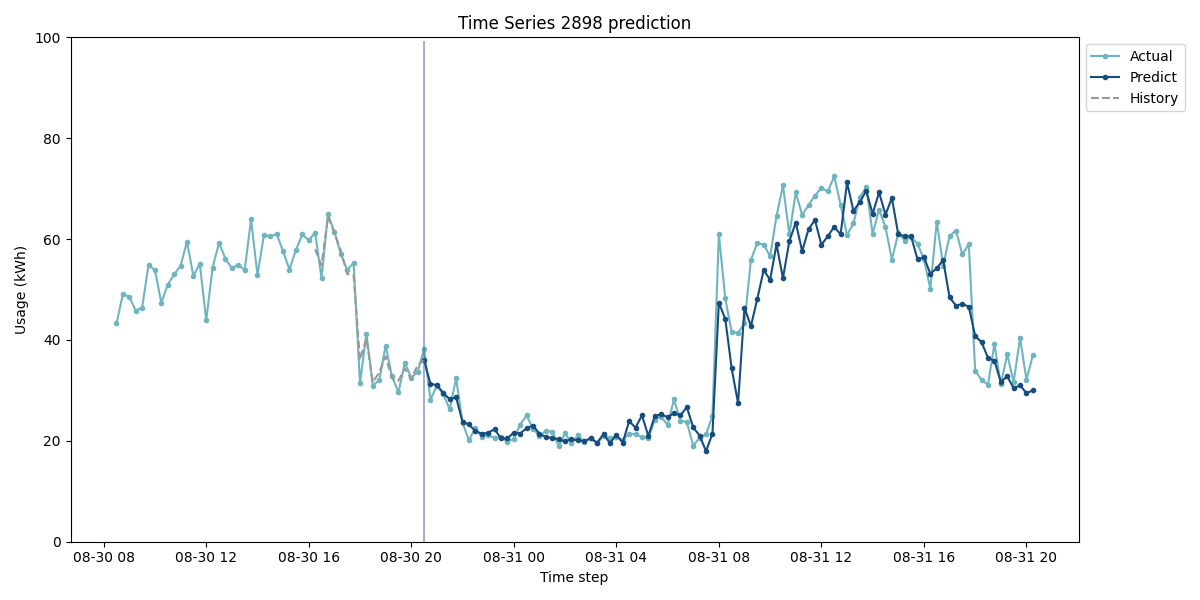 Time Series 2898 prediction
100
80
60
40
20
0
Usage (kWh)
08-30 08
08-30 12
08-30 16
08-30 20
08-31 00
08-31 04
08-31 08
08-31 12
08-31 16
08-31 20
Time step
Actual
Predict
History